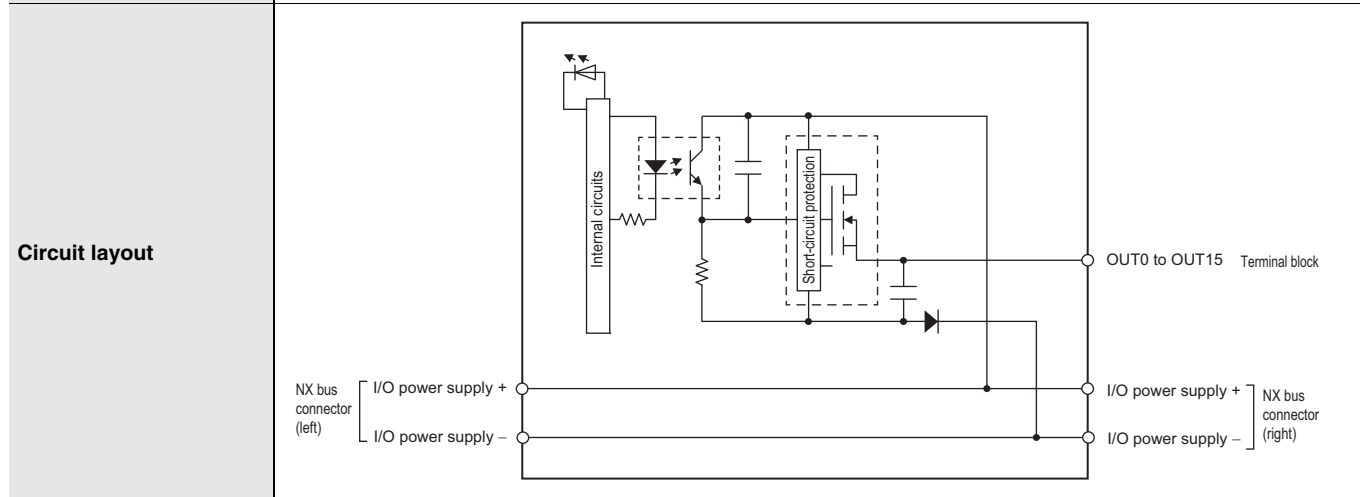 Circuit layout
Internal circuits
Short-circuit protection
OUT0 to OUT15 Terminal block
NX bus
connector
(left)
I/O power supply +
I/O power supply −
I/O power supply +
I/O power supply −
NX bus
connector
(right)